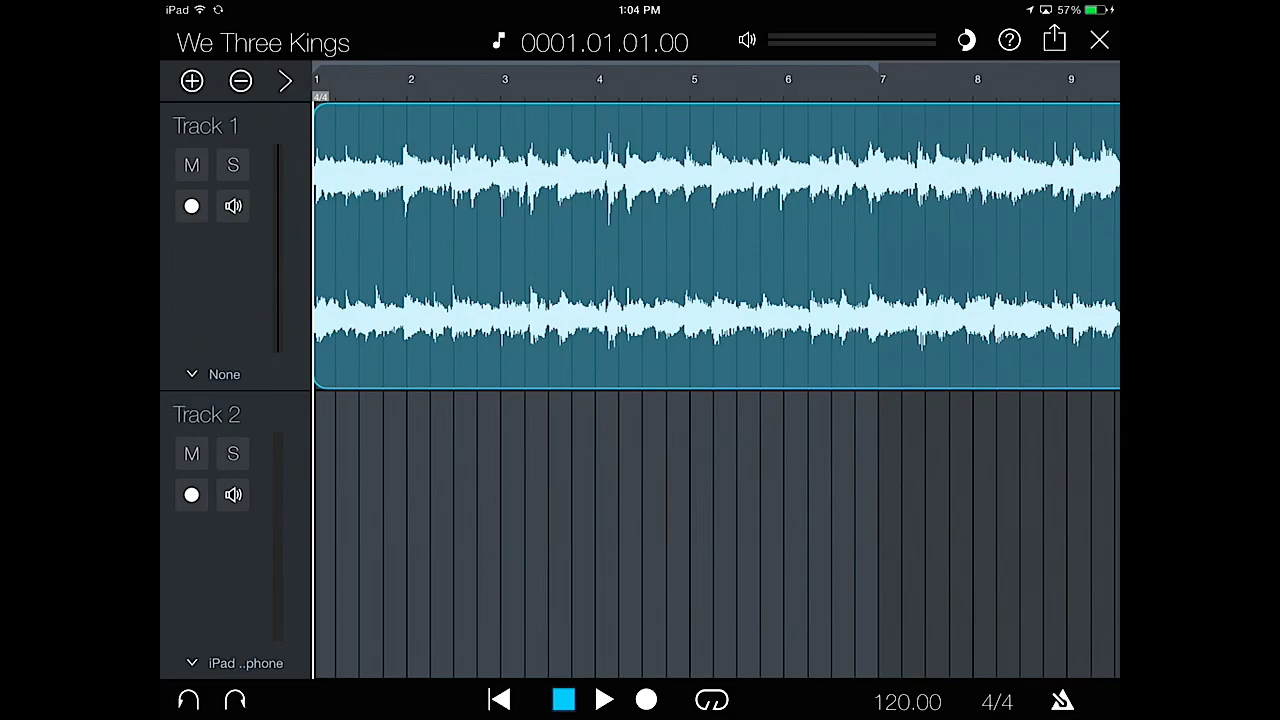 iPad 1:04 PM 57%
We Three Kings 0001.01.01.00
1 2 3 4 5 6 7 8 9
4/4
Track 1
M S
None
Track 2
M S
iPad ..phone
120.00 4/4